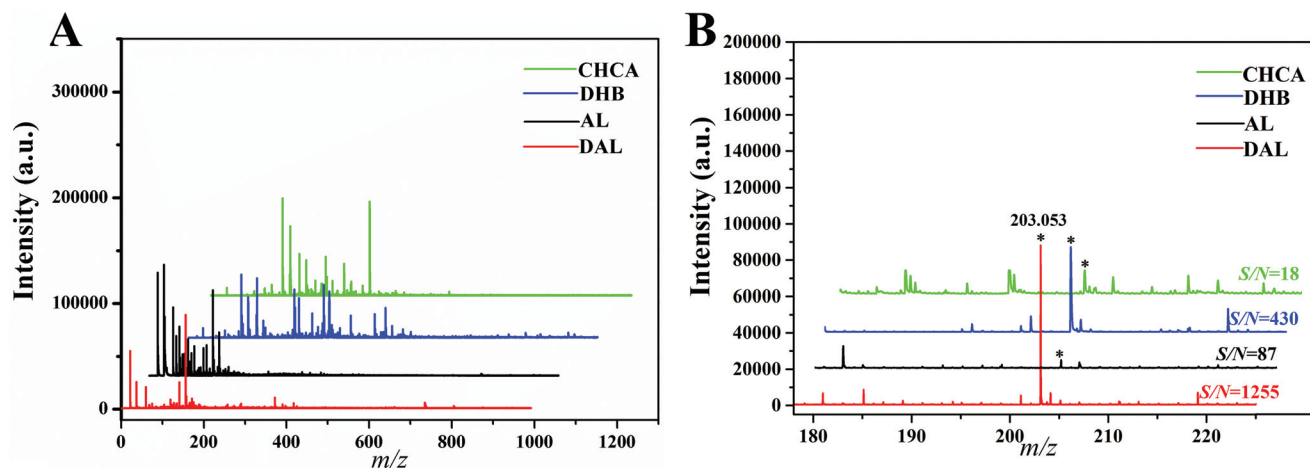 A
Intensity (a.u.)
300000
200000
100000
0
CHCA
DHB
AL
DAL
0 200 400 600 800 1000 1200
m/z
B
Intensity (a.u.)
200000
180000
160000
140000
120000
100000
80000
60000
40000
20000
0
CHCA
DHB
AL
DAL
203.053
* * *
*
S/N=18
S/N=430
S/N=87
S/N=1255
180 190 200 210 220
m/z